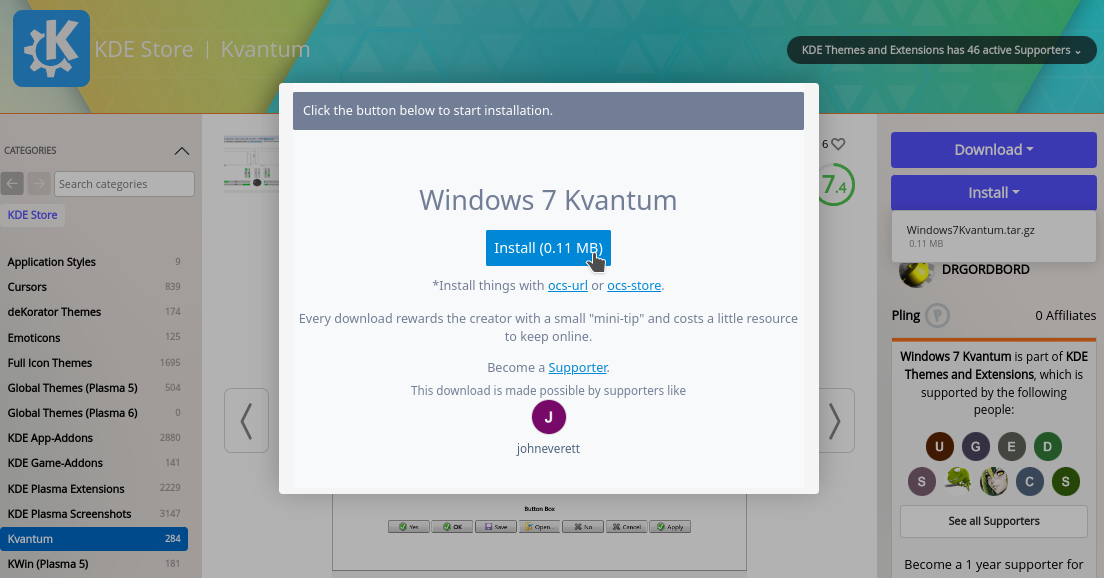 KDE Store | Kvantum
KDE Themes and Extensions has 46 active Supporters
Click the button below to start installation.
Windows 7 Kvantum
Install (0.11 MB)
*Install things with ocs-url or ocs-store.
Every download rewards the creator with a small "mini-tip" and costs a little resource
to keep online.
Become a Supporter.
This download is made possible by supporters like
J
johneverett
CATEGORIES
Search categories
KDE Store
Application Styles 9
Cursors 839
deKorator Themes 174
Emoticons 125
Full Icon Themes 1695
Global Themes (Plasma 5) 504
Global Themes (Plasma 6) 0
KDE App-Addons 2880
KDE Game-Addons 141
KDE Plasma Extensions 2229
KDE Plasma Screenshots 3147
Kvantum 284
KWin (Plasma 5) 181
Button Box
Yes OK Save Open... No Cancel Apply
6
7.4
Download
Install
Windows7Kvantum.tar.gz
0.11 MB
DRGORDBORD
Pling P 0 Affiliates
Windows 7 Kvantum is part of KDE
Themes and Extensions, which is
supported by the following
people:
U G E D
S C S
See all Supporters
Become a 1 year supporter for